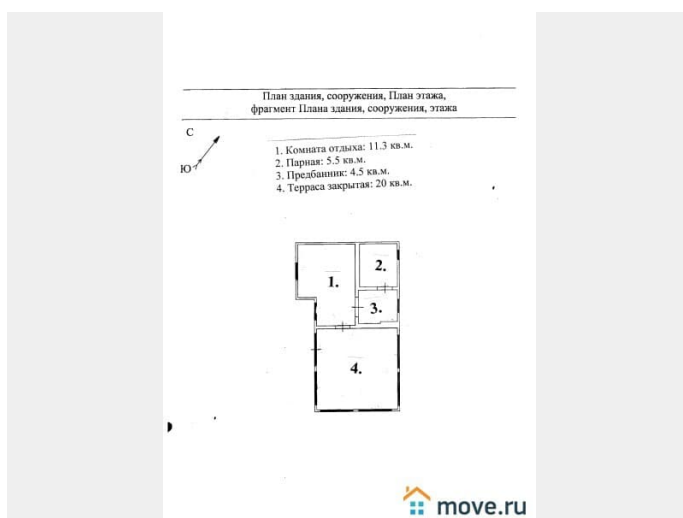 План здания, сооружения, План этажа,
фрагмент Плана здания, сооружения, этажа
С
Ю
1. Комната отдыха: 11.3 кв.м.
2. Парная: 5.5 кв.м.
3. Предбанник: 4.5 кв.м.
4. Терраса закрытая: 20 кв.м.
1.
2.
3.
4.
move.ru